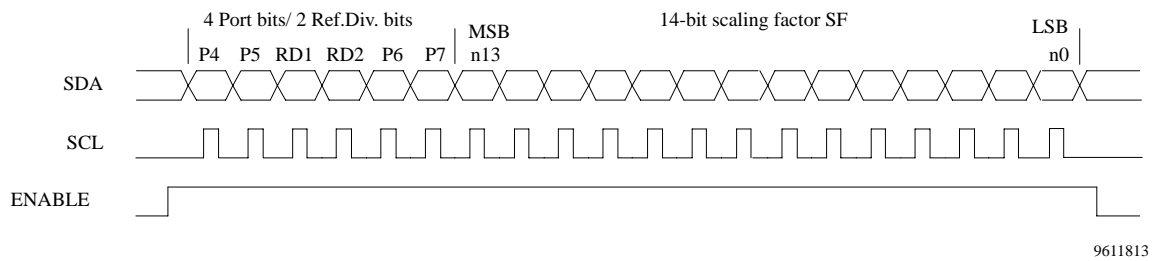 4 Port bits/ 2 Ref.Div. bits
14-bit scaling factor SF
MSB
LSB
P4 P5 RD1 RD2 P6 P7 n13 n0
SDA
SCL
ENABLE
9611813